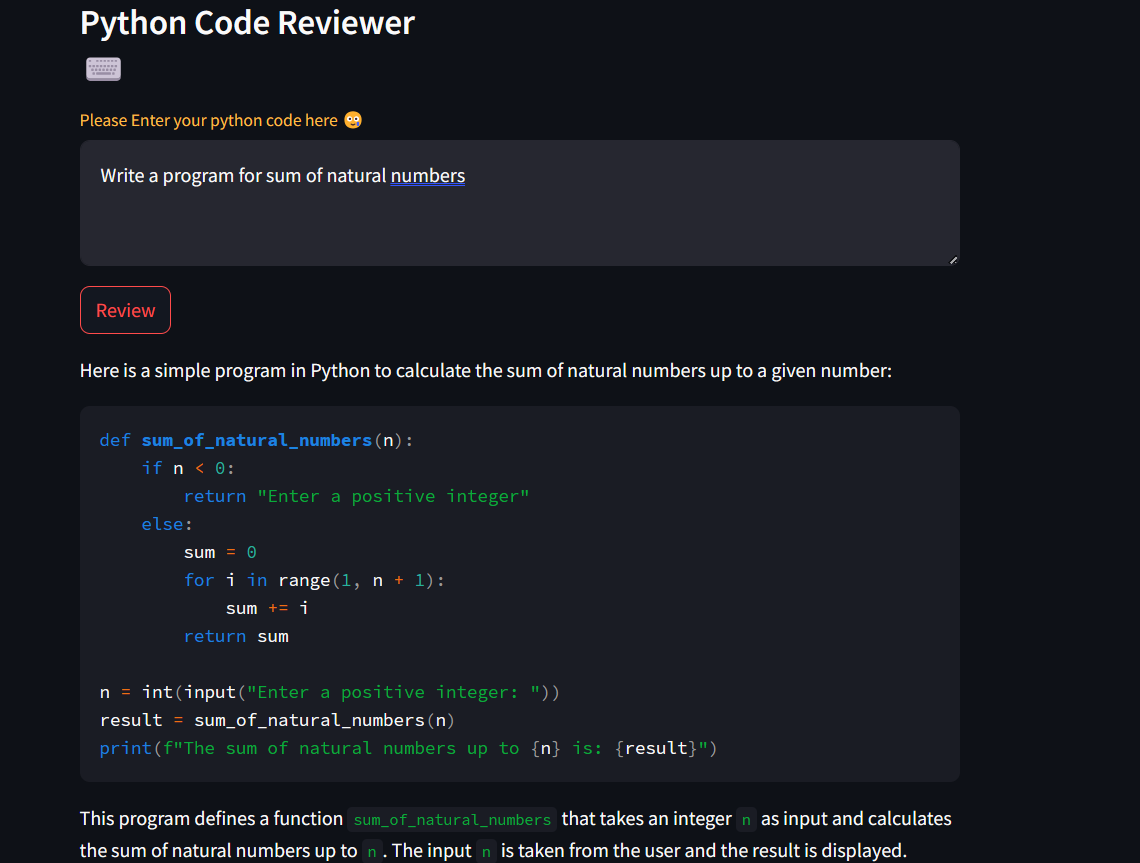 Python Code Reviewer
Please Enter your python code here
Write a program for sum of natural numbers
Review
Here is a simple program in Python to calculate the sum of natural numbers up to a given number:
def sum_of_natural_numbers(n):
    if n < 0:
        return "Enter a positive integer"
    else:
        sum = 0
        for i in range(1, n + 1):
            sum += i
        return sum
n = int(input("Enter a positive integer: "))
result = sum_of_natural_numbers(n)
print(f"The sum of natural numbers up to {n} is: {result}")
This program defines a function sum_of_natural_numbers that takes an integer n as input and calculates
the sum of natural numbers up to n. The input n is taken from the user and the result is displayed.